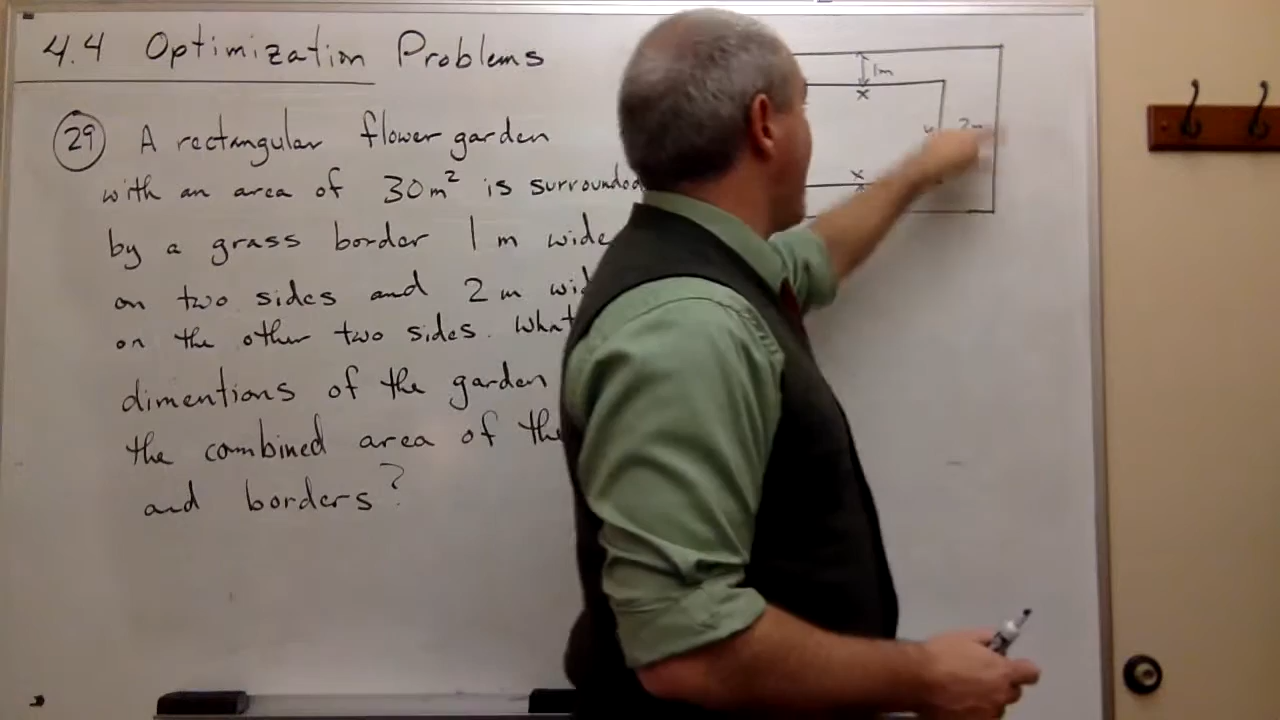 4.4 Optimization Problems
29 A rectangular flower garden
with an area of 30m² is surrounded
by a grass border 1 m wide
on two sides and 2 m
on the other two sides. What
dimentions of the garden
the combined area of the
and borders?
1m
x
y
2m
x